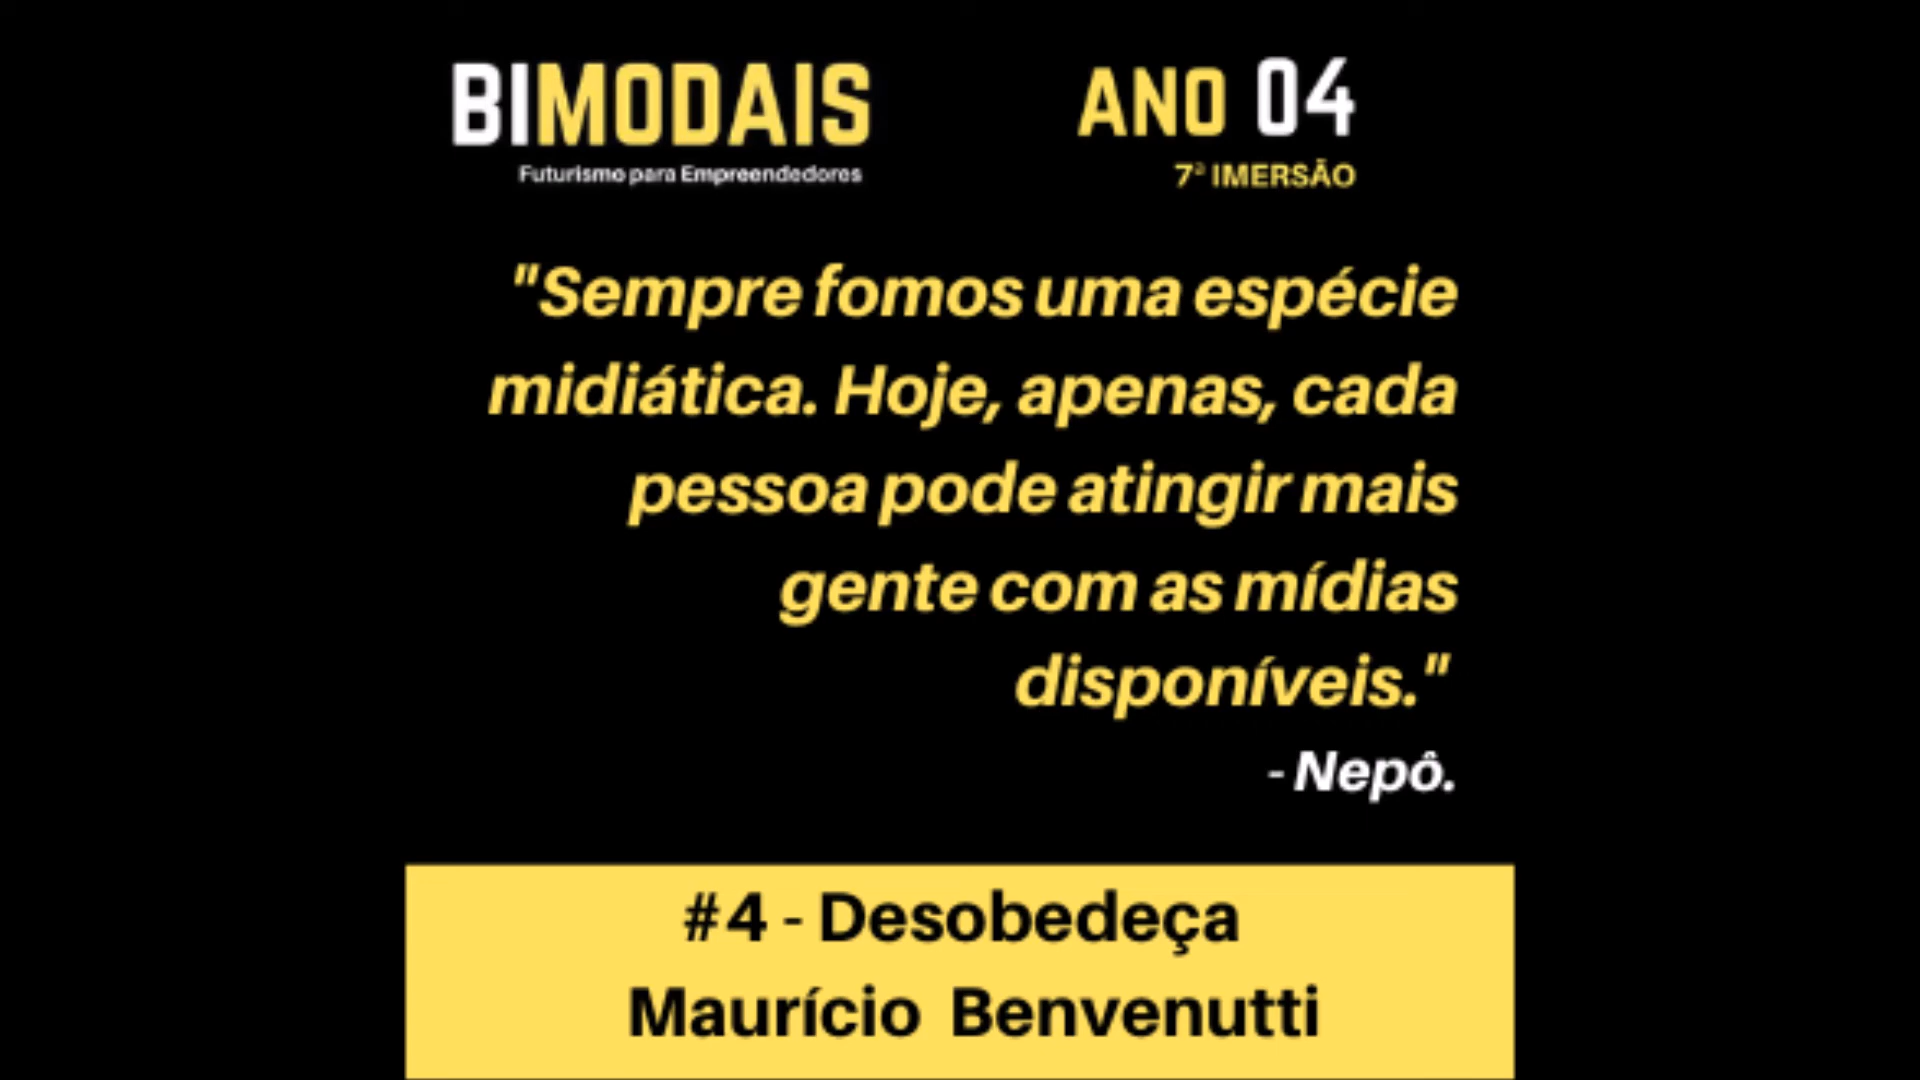 BIMODAIS
Futurismo para Empreendedores
ANO 04
7ª IMERSÃO
"Sempre fomos uma espécie
midiática. Hoje, apenas, cada
pessoa pode atingir mais
gente com as mídias
disponíveis."
- Nepô.
#4 - Desobedeça
Maurício Benvenutti